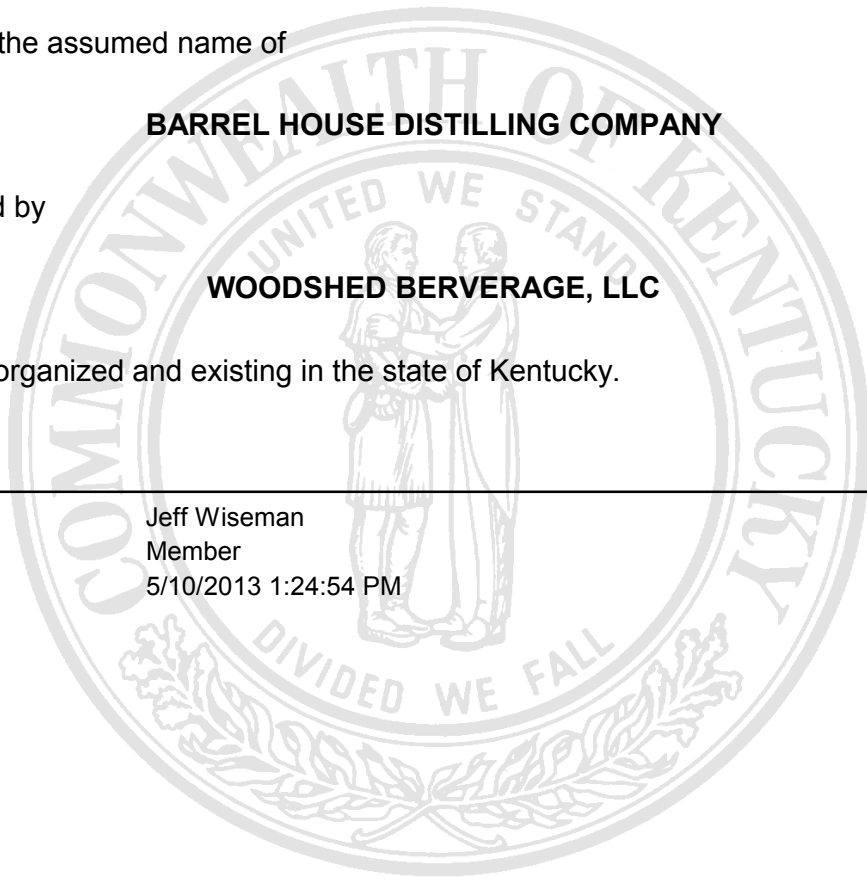 the assumed name of
BARREL HOUSE DISTILLING COMPANY
d by
WOODSHED BERVERAGE, LLC
organized and existing in the state of Kentucky.
Jeff Wiseman
Member
5/10/2013 1:24:54 PM
COMMONWEALTH OF KENTUCKY
UNITED WE STAND
DIVIDED WE FALL